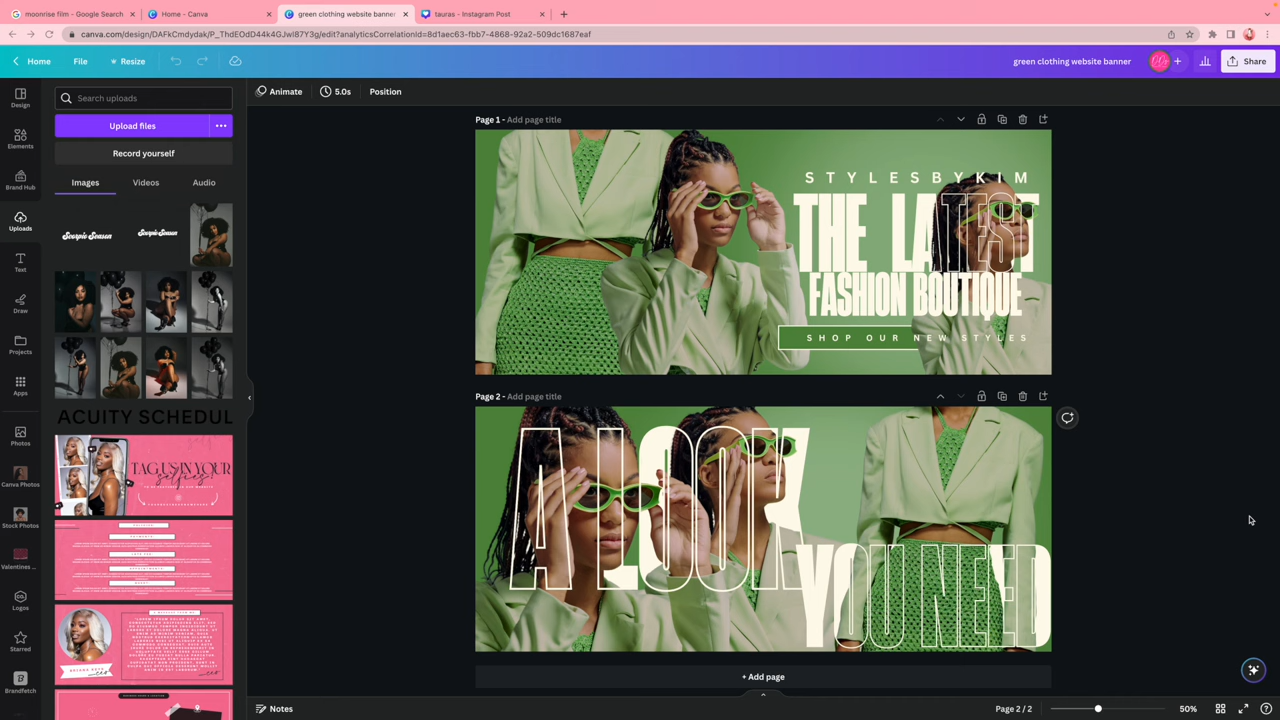 moonrise film - Google Search
Home - Canva
green clothing website banner
tauras - Instagram Post
canva.com/design/DAFkCmdydak/P_ThdEOdD44k4GJwl87Y3g/edit?analyticsCorrelationId=8d1aec63-fbb7-4868-92a2-509dc1687eaf
Home
File
Resize
green clothing website banner
Share
Design
Elements
Brand Hub
Uploads
Text
Draw
Projects
Apps
Photos
Canva Photos
Stock Photos
Valentines ...
Logos
Starred
Brandfetch
Search uploads
Upload files
Record yourself
Images
Videos
Audio
Scorpio Season
Scorpio Season
ACUITY SCHEDUL
TAG US IN YOUR
selfies!
Animate
5.0s
Position
Page 1 - Add page title
STYLESBYKIM
THE LATEST
FASHION BOUTIQUE
SHOP OUR NEW STYLES
Page 2 - Add page title
A LOOK
+ Add page
Notes
Page 2 / 2
50%